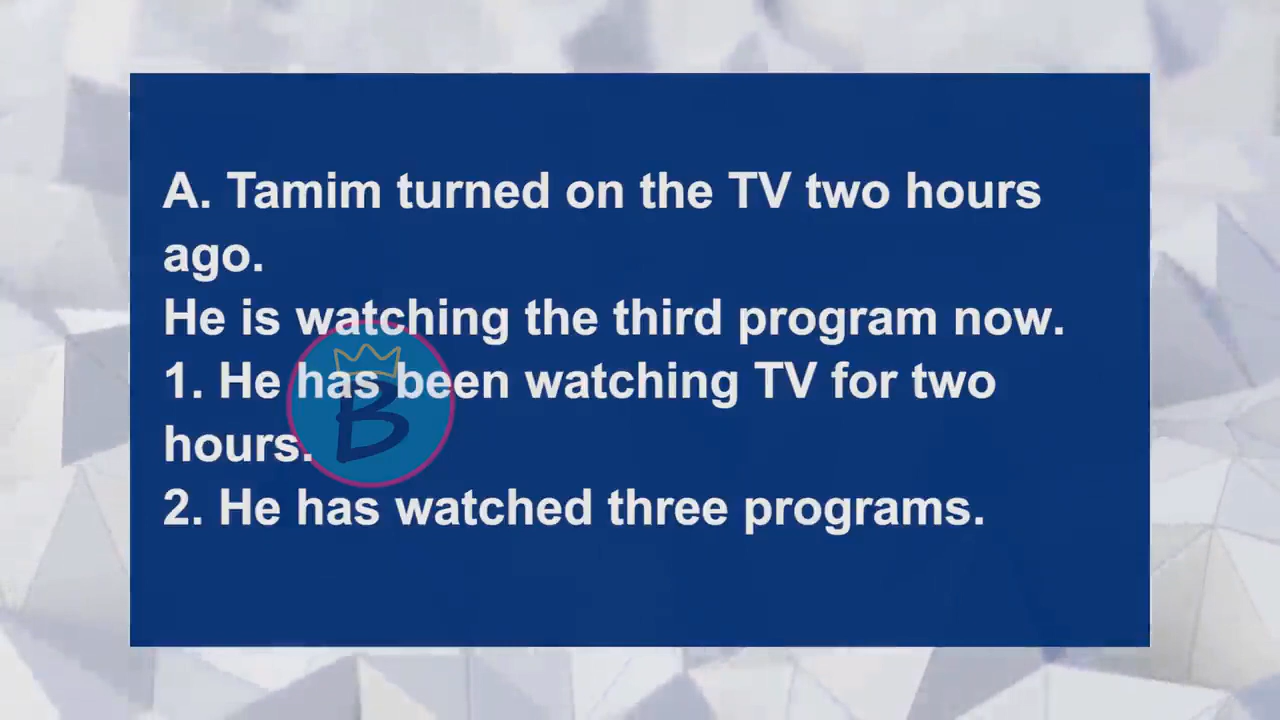 A. Tamim turned on the TV two hours
ago.
He is watching the third program now.
1. He has been watching TV for two
hours.
2. He has watched three programs.
B